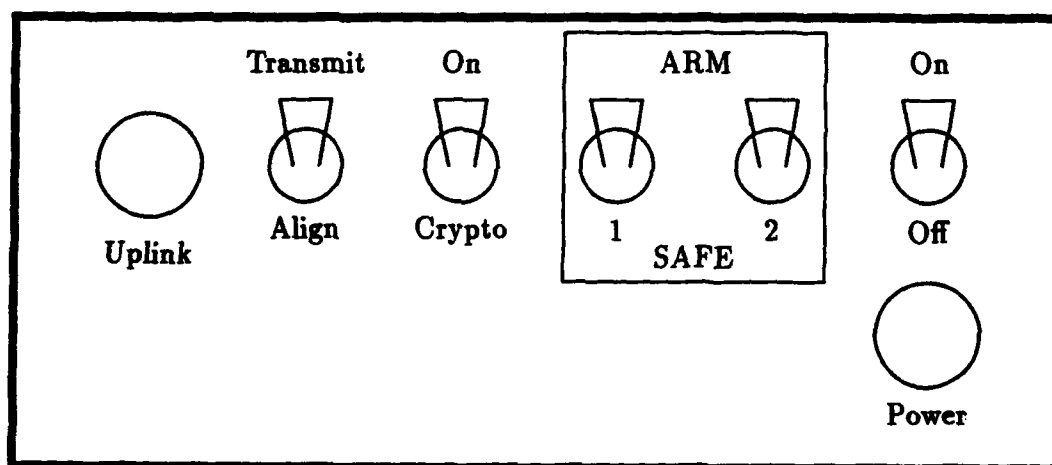 Transmit On ARM On
Uplink Align Crypto 1 2 Off
SAFE
Power